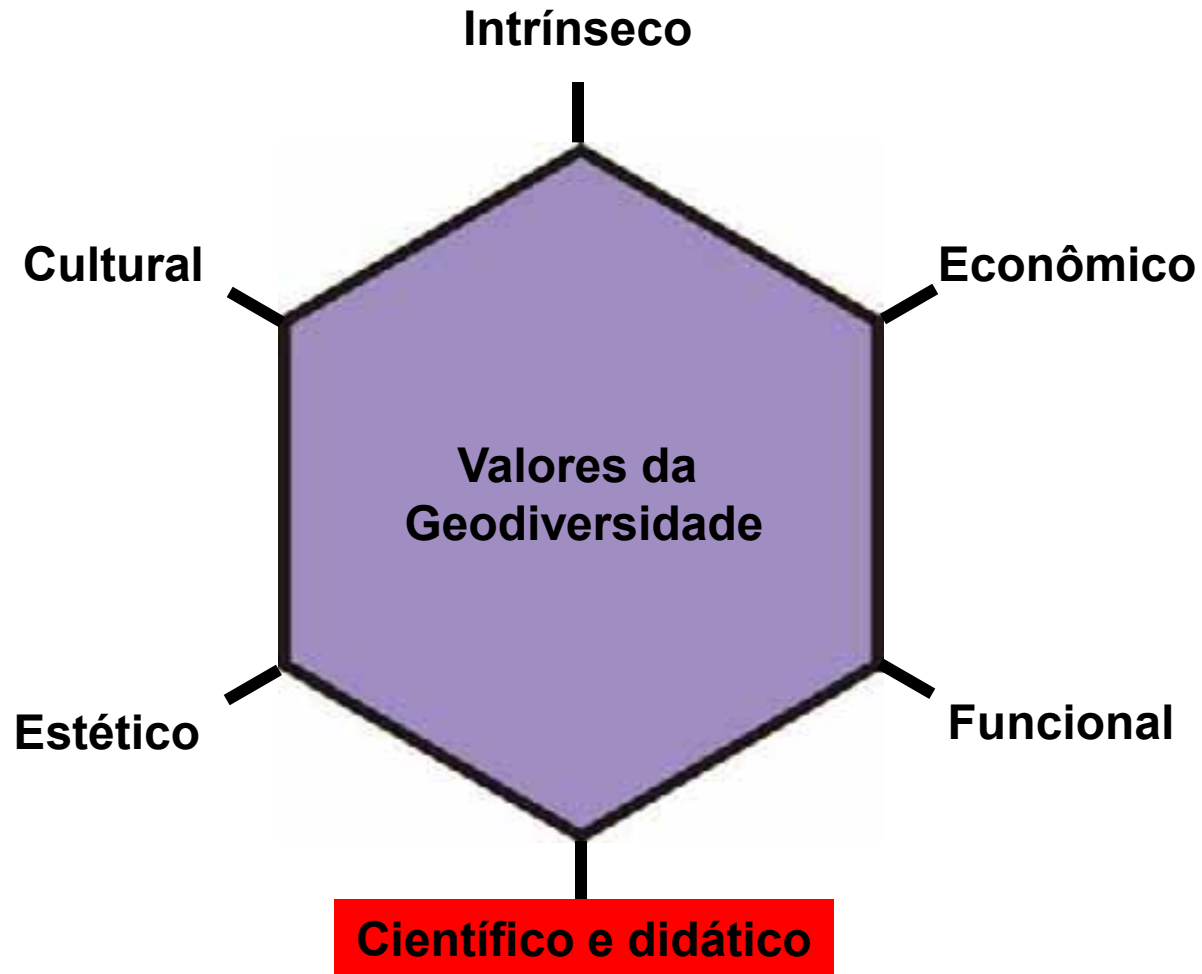 Intrínseco
Cultural
Econômico
Valores da
Geodiversidade
Estético
Funcional
Científico e didático